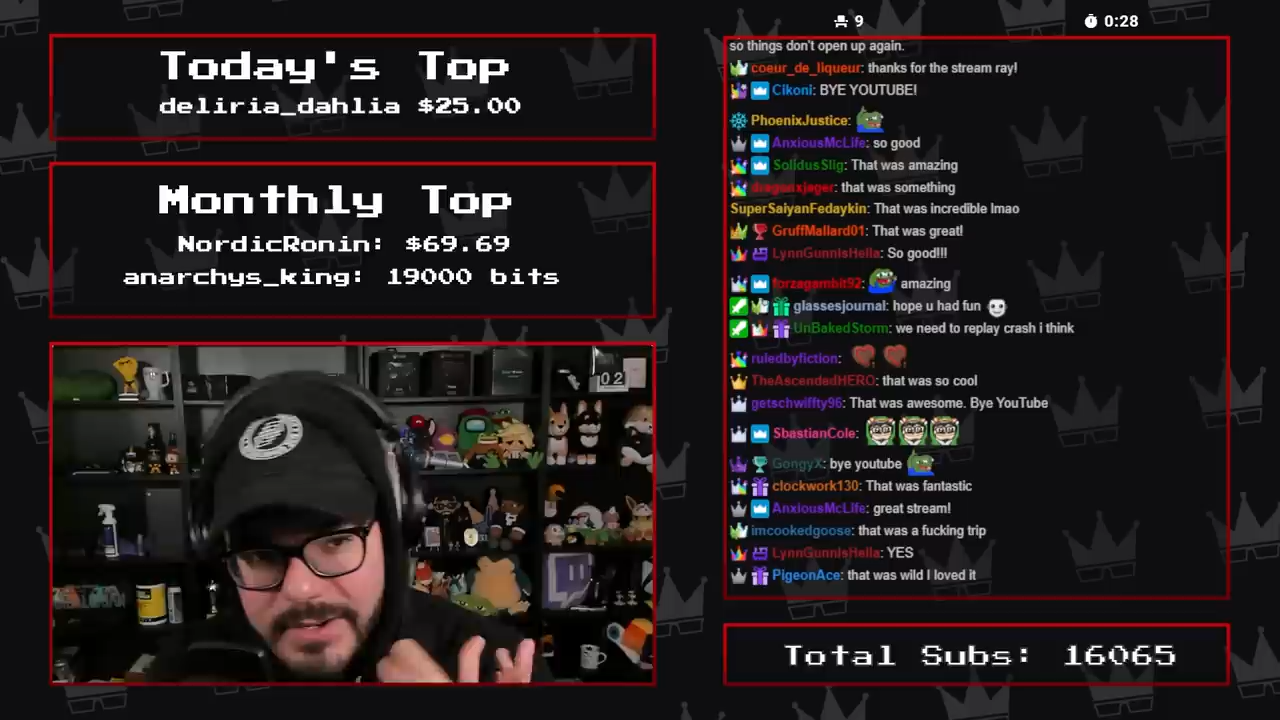 Today's Top
deliria_dahlia $25.00
Monthly Top
NordicRonin: $69.69
anarchys_king: 19000 bits
02
9
0:28
so things don't open up again.
coeur_de_liqueur: thanks for the stream ray!
Cikoni: BYE YOUTUBE!
PhoenixJustice:
AnxiousMcLife: so good
SolidusSlig: That was amazing
dragonxjager: that was something
SuperSaiyanFedaykin: That was incredible lmao
GruffMallard01: That was great!
LynnGunnIsHella: So good!!!
forzagambit92: amazing
glassesjournal: hope u had fun
UnBakedStorm: we need to replay crash i think
ruledbyfiction:
TheAscendedHERO: that was so cool
getschwiffty96: That was awesome. Bye YouTube
SbastianCole:
GongyX: bye youtube
clockwork130: That was fantastic
AnxiousMcLife: great stream!
imcookedgoose: that was a fucking trip
LynnGunnIsHella: YES
PigeonAce: that was wild I loved it
Total Subs: 16065